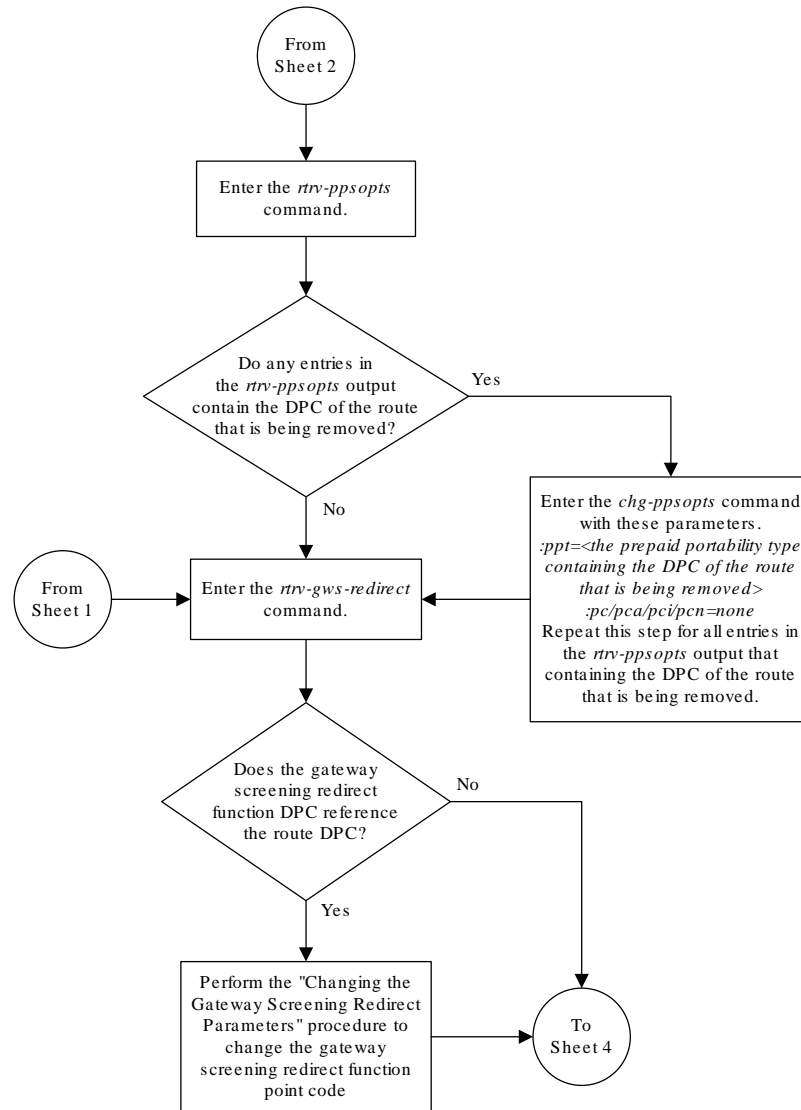 From
Sheet 2
Enter the rtrv-ppsopts
command.
Do any entries in
the rtrv-ppsopts output
contain the DPC of the route
that is being removed?
Yes
No
Enter the chg-ppsopts command
with these parameters.
:ppt=<the prepaid portability type
containing the DPC of the route
that is being removed>
:pc/pca/pci/pcn=none
Repeat this step for all entries in
the rtrv-ppsopts output that
containing the DPC of the route
that is being removed.
From
Sheet 1
Enter the rtrv-gws-redirect
command.
Does the gateway
screening redirect
function DPC reference
the route DPC?
No
Yes
Perform the "Changing the
Gateway Screening Redirect
Parameters" procedure to
change the gateway
screening redirect function
point code
To
Sheet 4